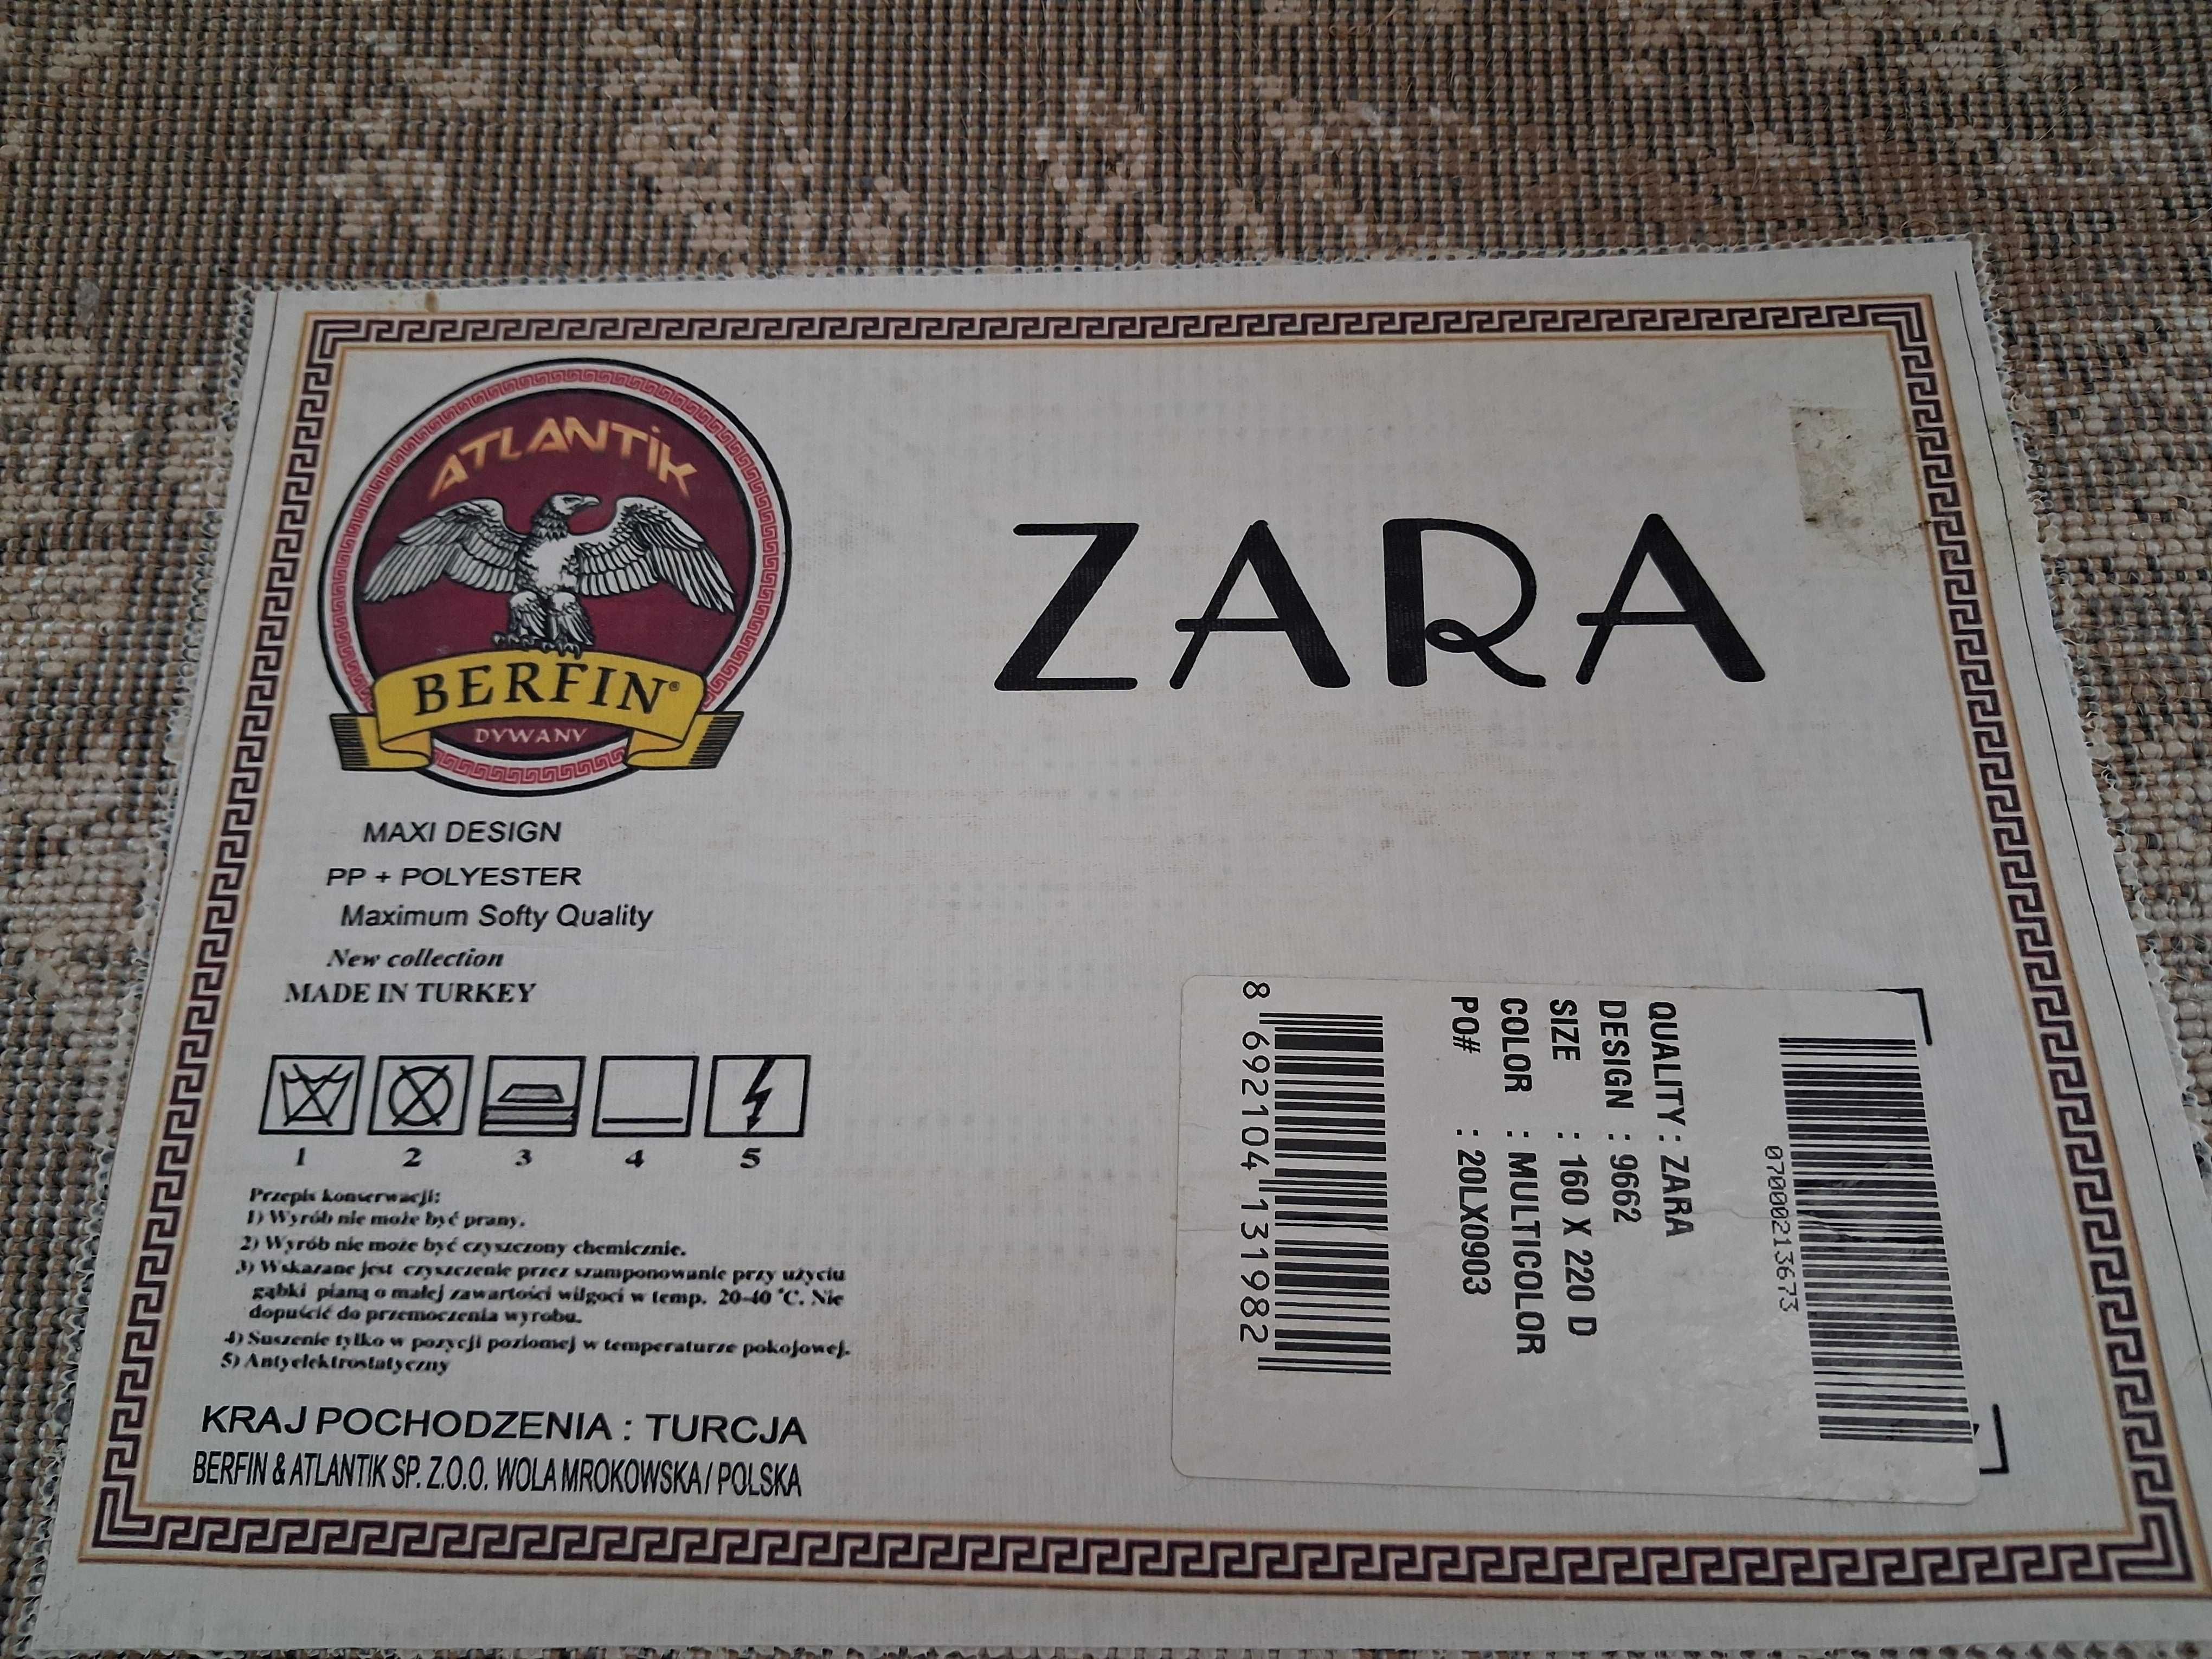 ATLANTİK
BERFIN®
DYWANY
ZARA
MAXI DESIGN
PP + POLYESTER
Maximum Softy Quality
New collection
MADE IN TURKEY
1 2 3 4 5
Przepis konserwacji:
1) Wyrób nie może być prany.
2) Wyrób nie może być czyszczony chemicznie.
3) Wskazane jest czyszczenie przez szamponowanie przy użyciu
gąbki pianą o małej zawartości wilgoci w temp. 20-40 °C. Nie
dopuścić do przemoczenia wyrobu.
4) Suszenie tylko w pozycji poziomej w temperaturze pokojowej.
5) Antyelektrostatyczny
KRAJ POCHODZENIA : TURCJA
BERFIN & ATLANTIK SP. Z.O.O. WOLA MROKOWSKA / POLSKA
07000213673
QUALITY : ZARA
DESIGN : 9662
SIZE : 160 X 220 D
COLOR : MULTICOLOR
PO# : 20LX0903
8 692104 131982